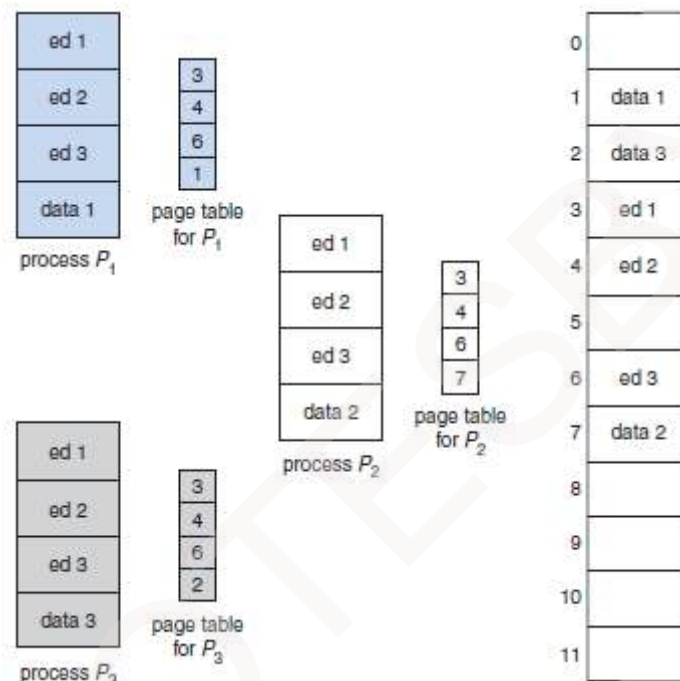 ed 1
ed 2
ed 3
data 1
process P1
3
4
6
1
page table
for P1
ed 1
ed 2
ed 3
data 2
process P2
3
4
6
7
page table
for P2
ed 1
ed 2
ed 3
data 3
3
4
6
2
page table
for P3
0
1 data 1
2 data 3
3 ed 1
4 ed 2
5
6 ed 3
7 data 2
8
9
10
11
process P